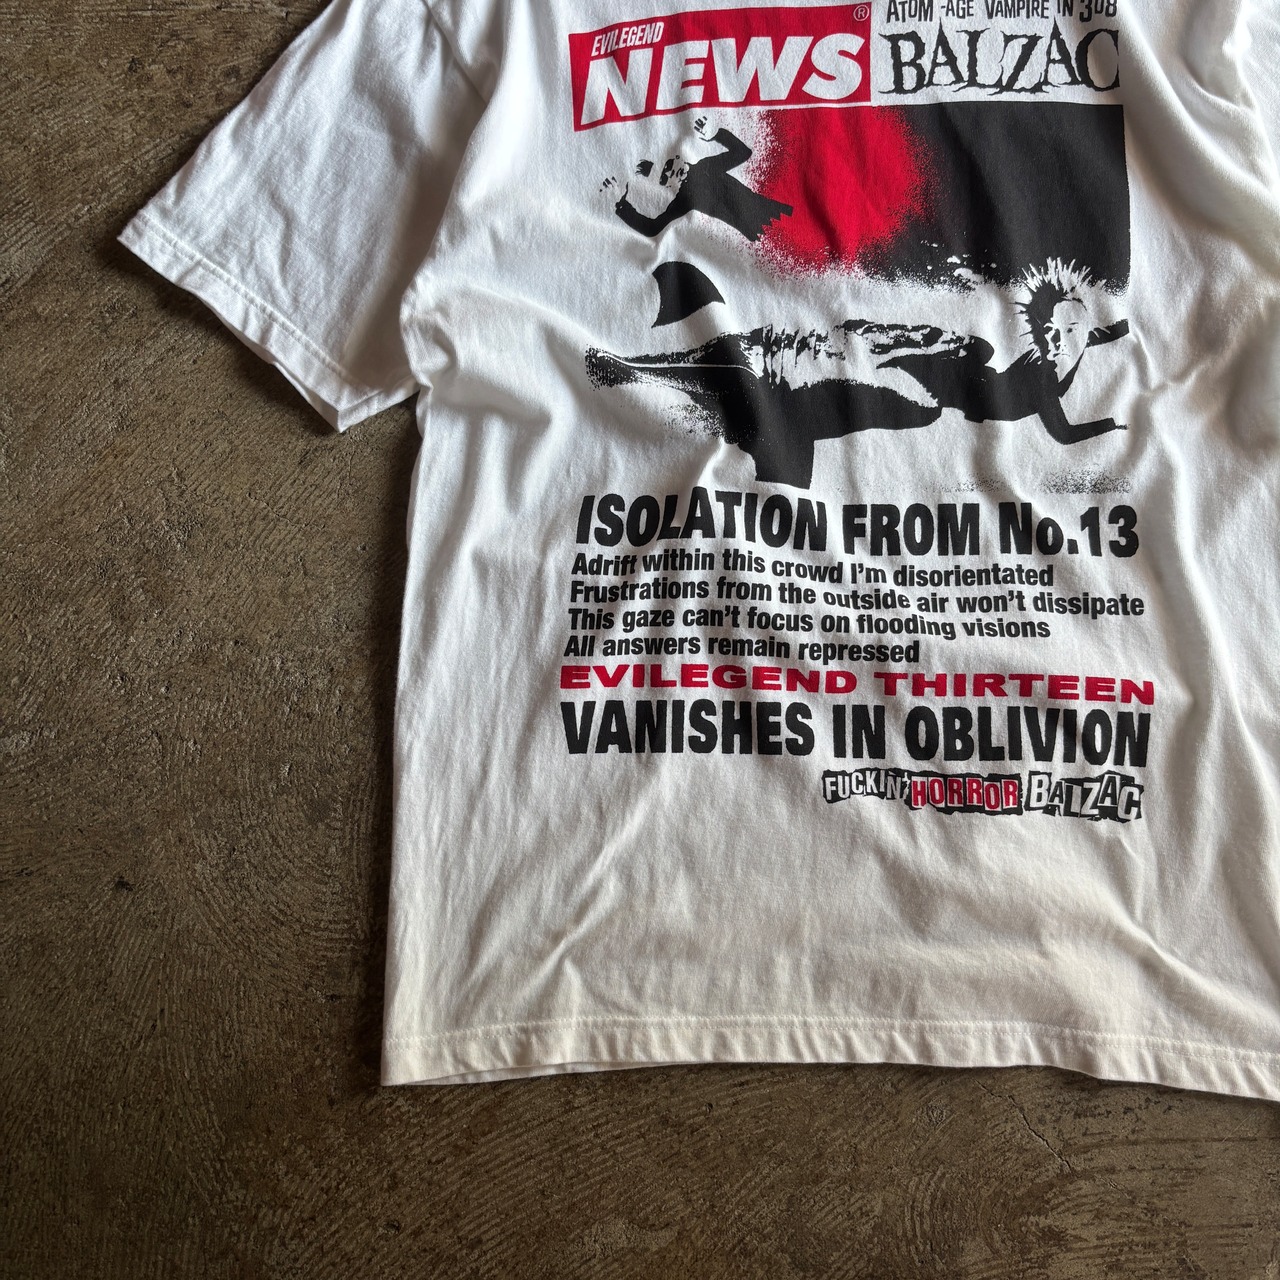 EVILEGEND
NEWS®
ATOM-AGE VAMPIRE IN 308
BALZAC
ISOLATION FROM No.13
Adrift within this crowd I'm disorientated
Frustrations from the outside air won't dissipate
This gaze can't focus on flooding visions
All answers remain repressed
EVILEGEND THIRTEEN
VANISHES IN OBLIVION
FUCKIN' HORROR BALZAC